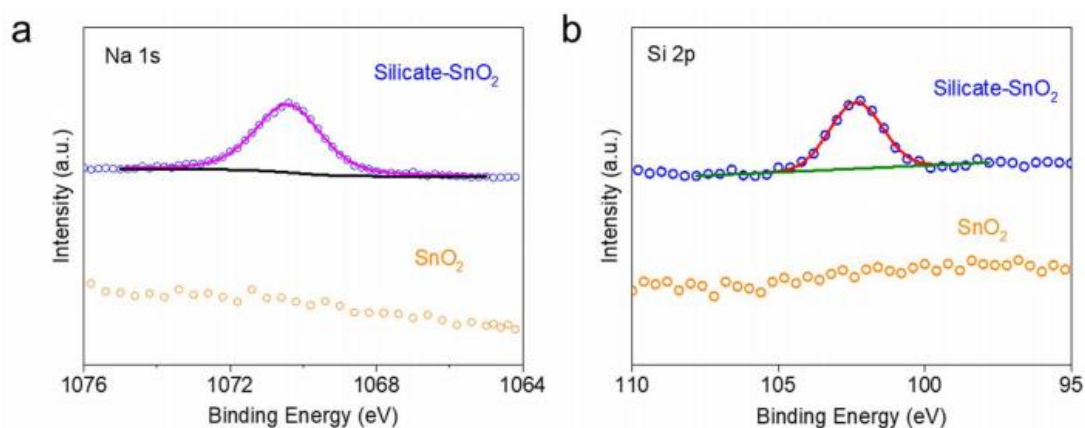 a
Na 1s
Silicate-SnO₂
SnO₂
Intensity (a.u.)
1076
1072
1068
1064
Binding Energy (eV)
b
Si 2p
Silicate-SnO₂
SnO₂
Intensity (a.u.)
110
105
100
95
Binding Energy (eV)